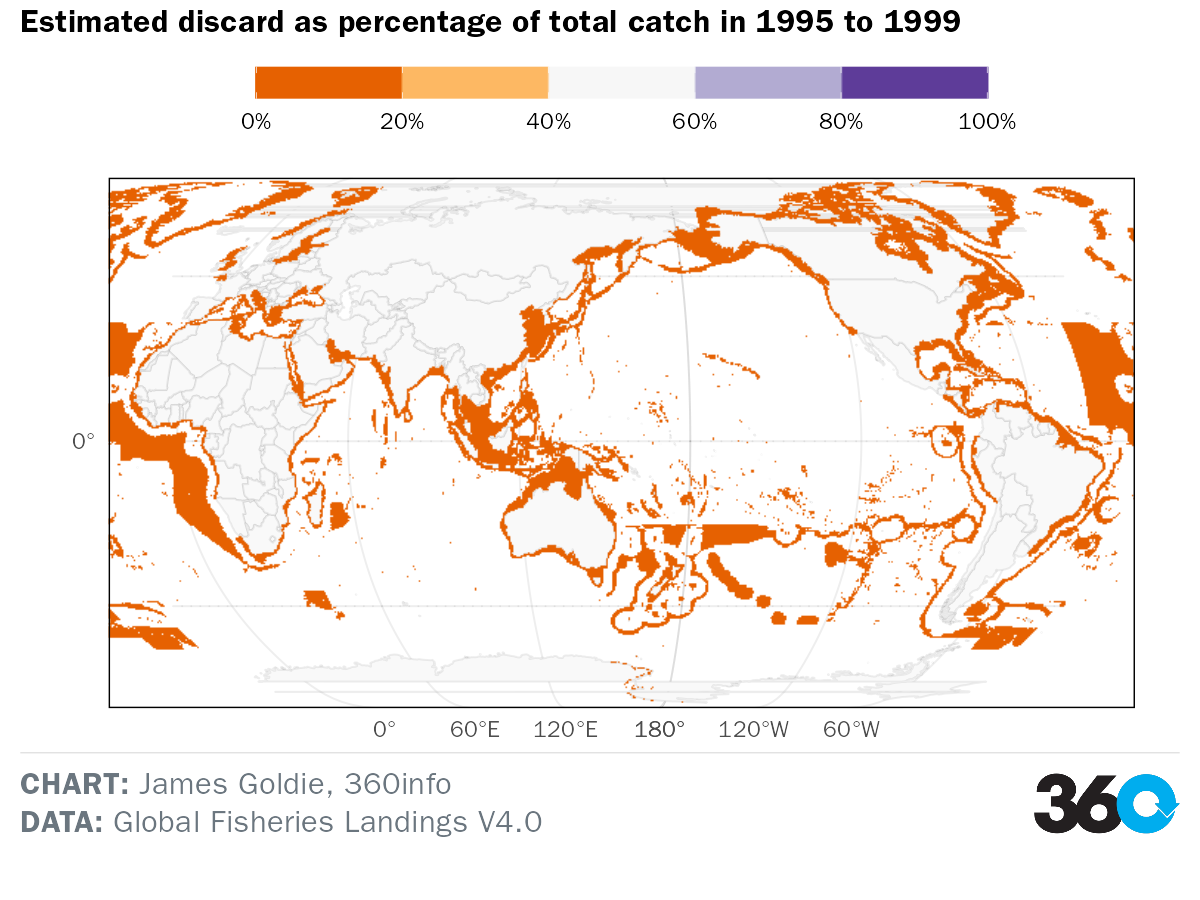 Estimated discard as percentage of total catch in 1995 to 1999
0% 20% 40% 60% 80% 100%
0°
0° 60°E 120°E 180° 120°W 60°W
CHART: James Goldie, 360info
DATA: Global Fisheries Landings V4.0
360